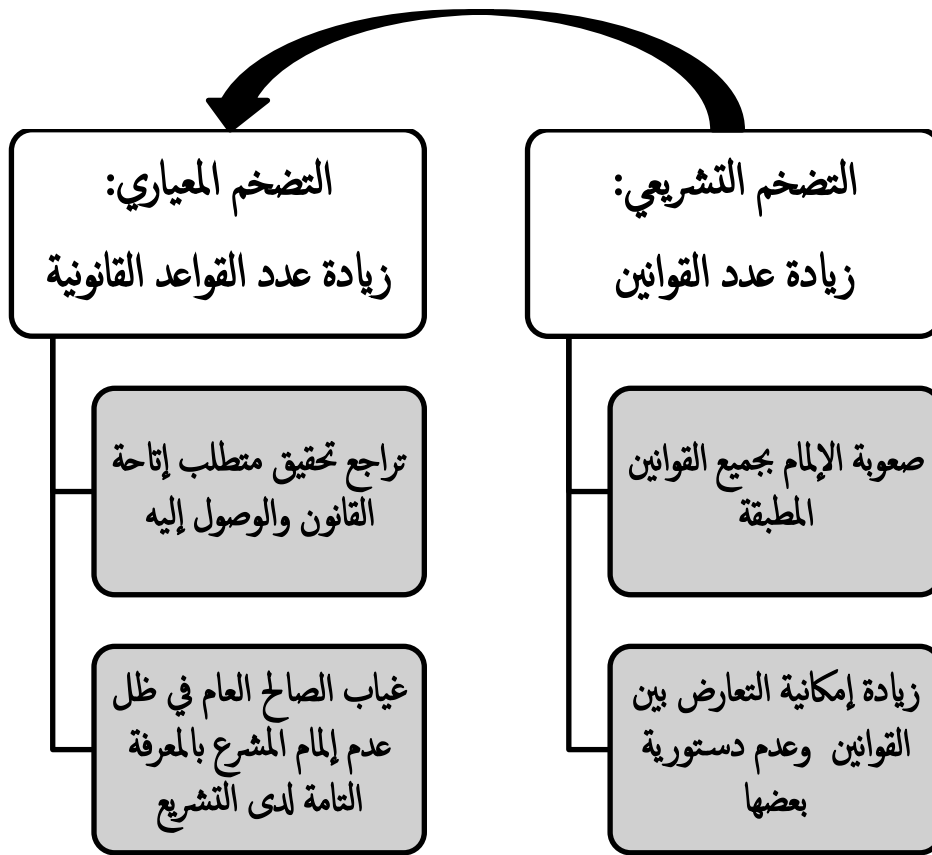 التضخم التشريعي:
زيادة عدد القوانين
صعوبة الإلمام بجميع القوانين
المطبقة
زيادة إمكانية التعارض بين
القوانين وعدم دستورية
بعضها
التضخم المعياري:
زيادة عدد القواعد القانونية
تراجع تحقيق متطلب إتاحة
القانون والوصول إليه
غياب الصالح العام في ظل
عدم إلمام المشرع بالمعرفة
التامة لدى التشريع